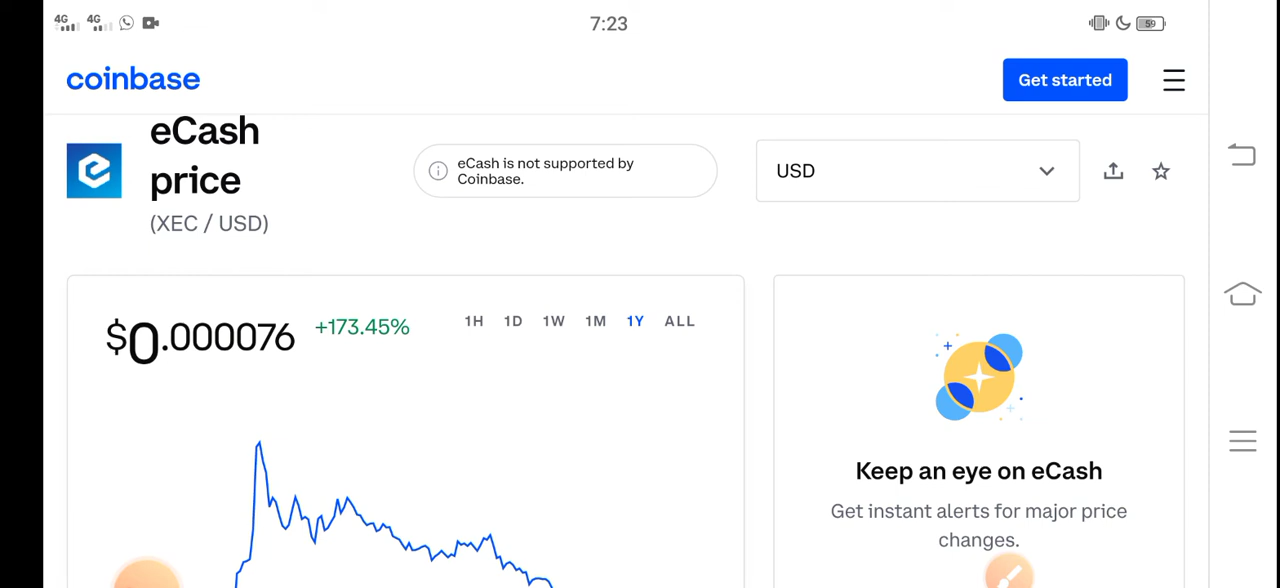 4G 4G 7:23 59
coinbase
Get started
eCash
price
(XEC / USD)
eCash is not supported by
Coinbase.
USD
$0.000076 +173.45%
1H 1D 1W 1M 1Y ALL
Keep an eye on eCash
Get instant alerts for major price
changes.